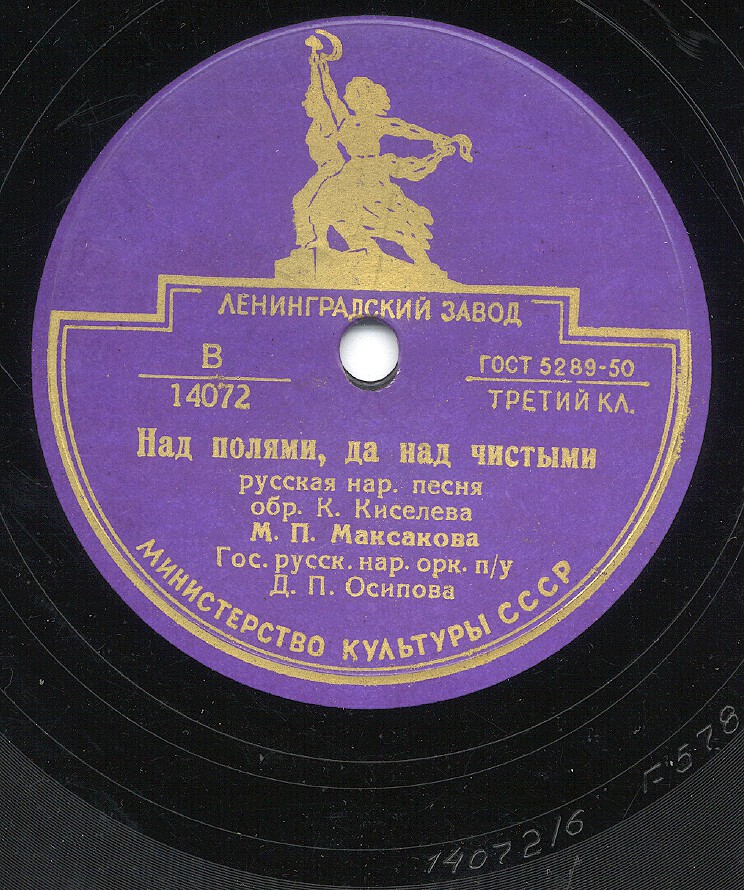 ЛЕНИНГРАДСКИЙ ЗАВОД
В
14072
ГОСТ 5289-50
ТРЕТИЙ КЛ.
Над полями, да над чистыми
русская нар. песня
обр. К. Киселева
М. П. Максакова
Гос. русск. нар. орк. п/у
Д. П. Осипова
МИНИСТЕРСТВО КУЛЬТУРЫ СССР
14072/6
F578